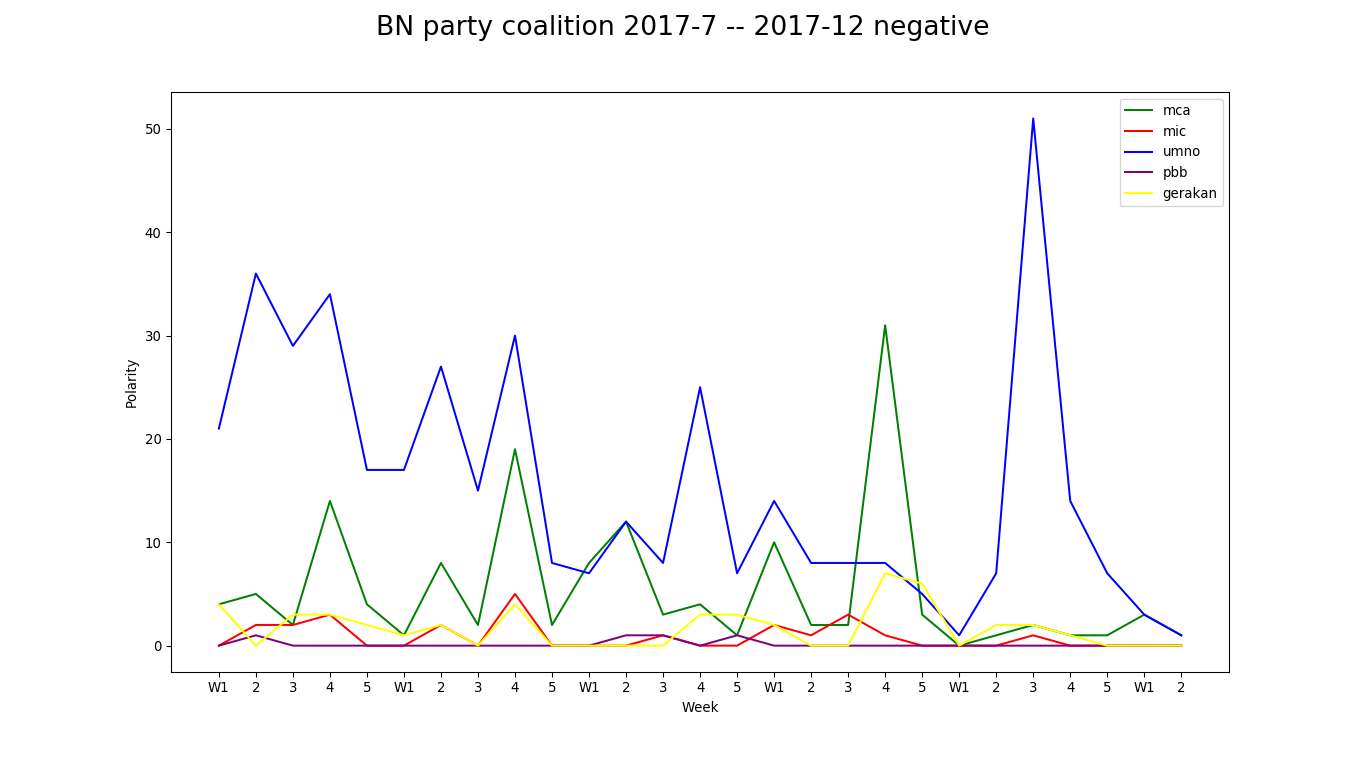 BN party coalition 2017-7 -- 2017-12 negative
mca
mic
umno
pbb
gerakan
50
40
30
20
10
0
Polarity
W1 2 3 4 5 W1 2 3 4 5 W1 2 3 4 5 W1 2 3 4 5 W1 2 3 4 5 W1 2
Week